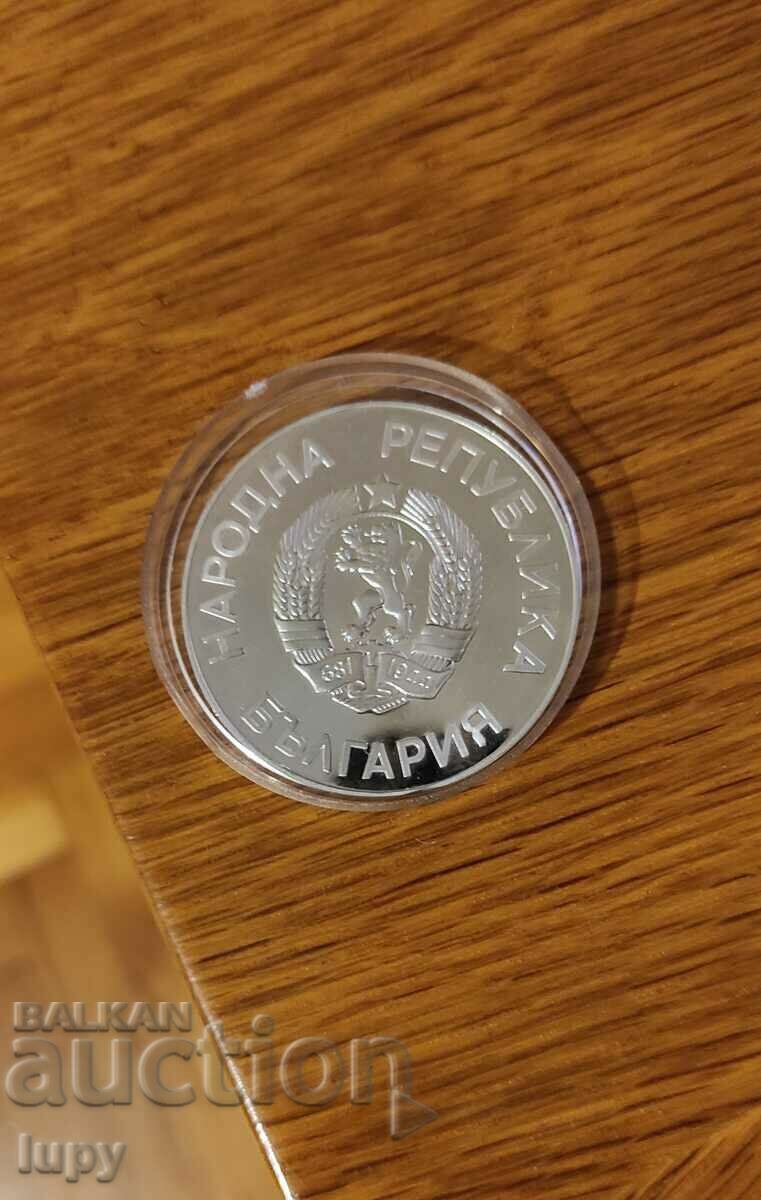 НАРОДНА РЕПУБЛИКА
БЪЛГАРИЯ
681 1944
BALKAN
auction
lupy